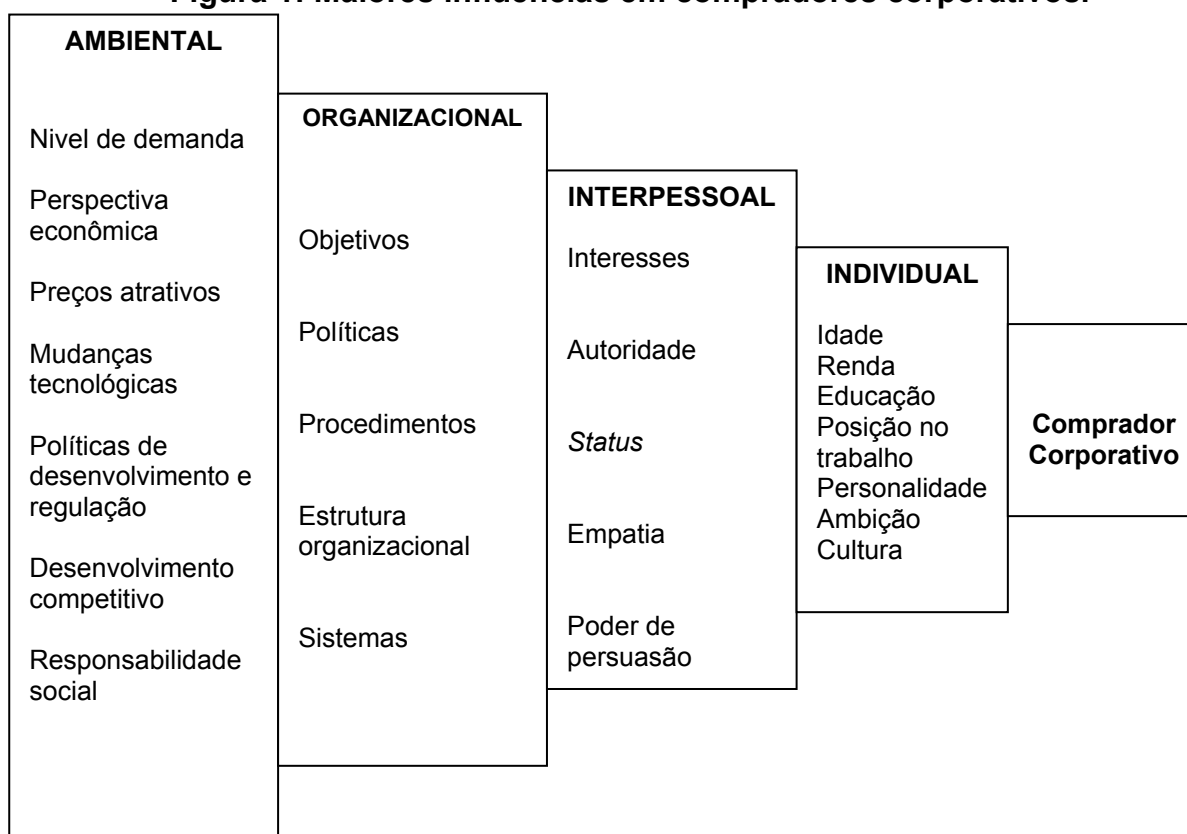 Figura 1: Maiores influências em compradores corporativos.
AMBIENTAL
Nivel de demanda
Perspectiva
econômica
Preços atrativos
Mudanças
tecnológicas
Políticas de
desenvolvimento e
regulação
Desenvolvimento
competitivo
Responsabilidade
social
ORGANIZACIONAL
Objetivos
Políticas
Procedimentos
Estrutura
organizacional
Sistemas
INTERPESSOAL
Interesses
Autoridade
Status
Empatia
Poder de
persuasão
INDIVIDUAL
Idade
Renda
Educação
Posição no
trabalho
Personalidade
Ambição
Cultura
Comprador
Corporativo